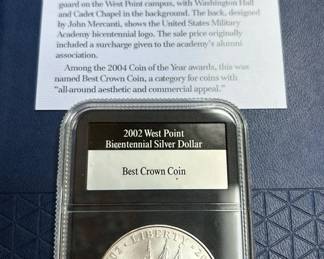 guard on the West Point campus, with Washington Hall
and Cadet Chapel in the background. The back, designed
by John Mercanti, shows the United States Military
Academy bicentennial logo. The sale price originally
included a surcharge given to the academy's alumni
association.
Among the 2004 Coin of the Year awards, this was
named Best Crown Coin, a category for coins with
"all-around aesthetic and commercial appeal."
2002 West Point
Bicentennial Silver Dollar
Best Crown Coin
LIBERTY